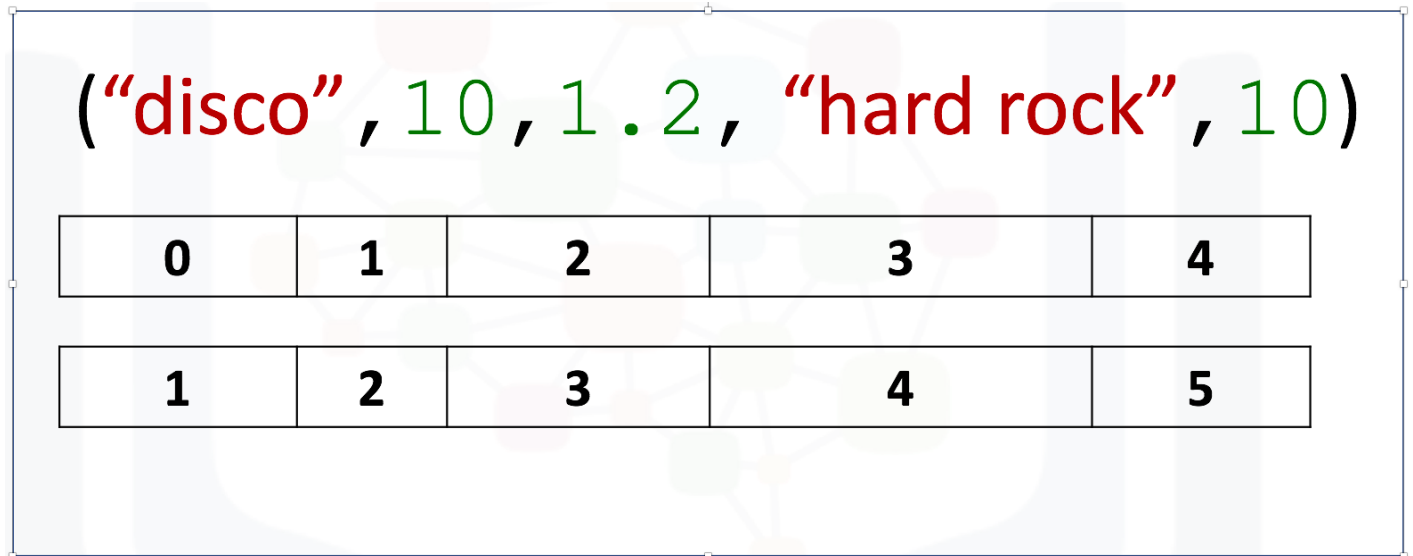 (“disco”,10,1.2, “hard rock”,10)
0 1 2 3 4
1 2 3 4 5